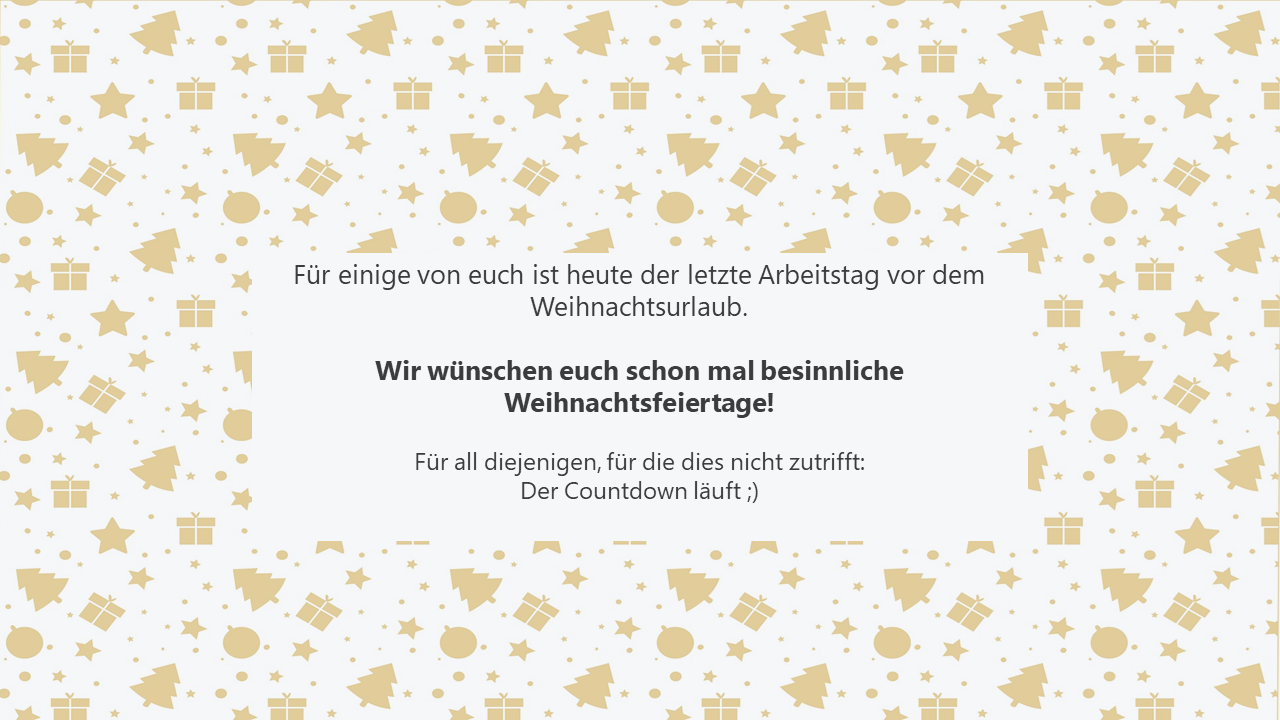 Für einige von euch ist heute der letzte Arbeitstag vor dem
Weihnachtsurlaub.
Wir wünschen euch schon mal besinnliche
Weihnachtsfeiertage!
Für all diejenigen, für die dies nicht zutrifft:
Der Countdown läuft ;)